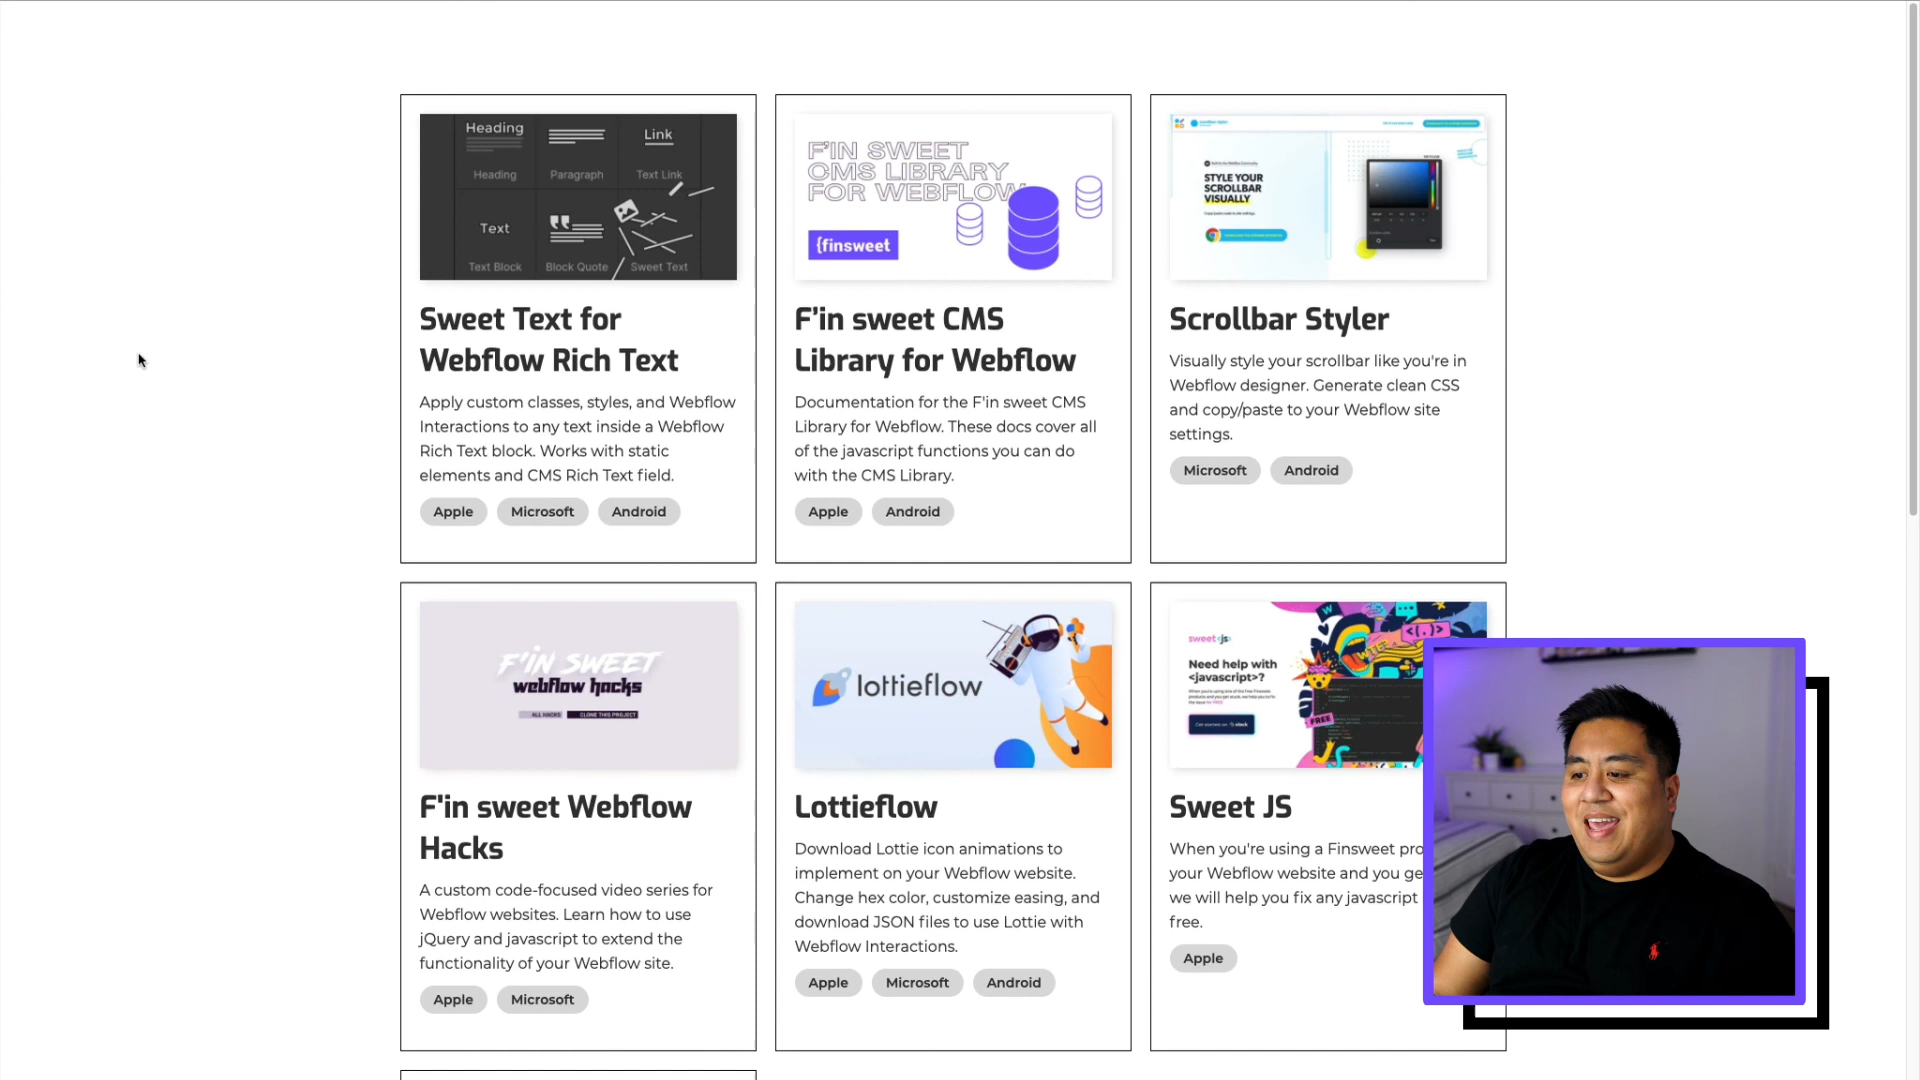 Heading
Link
Heading
Paragraph
Text Link
Text
Text Block
Block Quote
Sweet Text
Sweet Text for
Webflow Rich Text
Apply custom classes, styles, and Webflow
Interactions to any text inside a Webflow
Rich Text block. Works with static
elements and CMS Rich Text field.
Apple
Microsoft
Android
F'IN SWEET
CMS LIBRARY
FOR WEBFLOW
{finsweet
F’in sweet CMS
Library for Webflow
Documentation for the F'in sweet CMS
Library for Webflow. These docs cover all
of the javascript functions you can do
with the CMS Library.
Apple
Android
STYLE YOUR
SCROLLBAR
VISUALLY
Scrollbar Styler
Visually style your scrollbar like you're in
Webflow designer. Generate clean CSS
and copy/paste to your Webflow site
settings.
Microsoft
Android
F'IN SWEET
webflow hacks
ALL HACKS
CLONE THIS PROJECT
F'in sweet Webflow
Hacks
A custom code-focused video series for
Webflow websites. Learn how to use
jQuery and javascript to extend the
functionality of your Webflow site.
Apple
Microsoft
lottieflow
Lottieflow
Download Lottie icon animations to
implement on your Webflow website.
Change hex color, customize easing, and
download JSON files to use Lottie with
Webflow Interactions.
Apple
Microsoft
Android
sweet js
Need help with
<javascript>?
FREE
Sweet JS
When you're using a Finsweet pro
your Webflow website and you ge
we will help you fix any javascript
free.
Apple